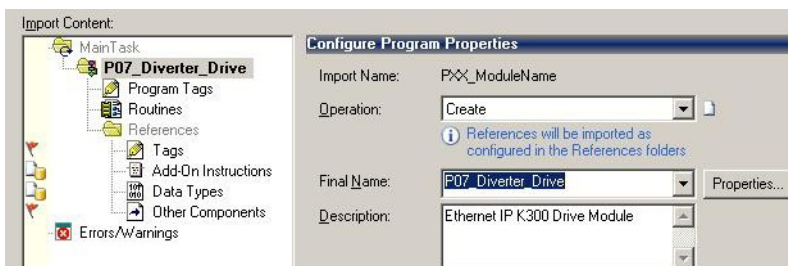 Import Content:
MainTask
P07_Diverter_Drive
Program Tags
Routines
References
Tags
Add-On Instructions
Data Types
Other Components
Errors/Warnings
Configure Program Properties
Import Name: PXX_ModuleName
Operation: Create
References will be imported as
configured in the References folders
Final Name: P07_Diverter_Drive Properties...
Description: Ethernet IP K300 Drive Module